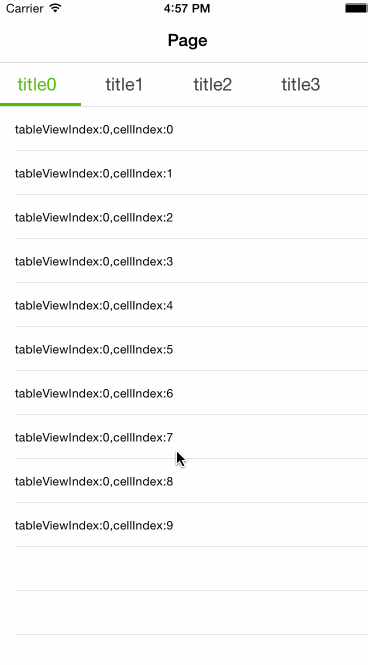 Carrier 4:57 PM
Page
title0 title1 title2 title3
tableViewIndex:0,cellIndex:0
tableViewIndex:0,cellIndex:1
tableViewIndex:0,cellIndex:2
tableViewIndex:0,cellIndex:3
tableViewIndex:0,cellIndex:4
tableViewIndex:0,cellIndex:5
tableViewIndex:0,cellIndex:6
tableViewIndex:0,cellIndex:7
tableViewIndex:0,cellIndex:8
tableViewIndex:0,cellIndex:9